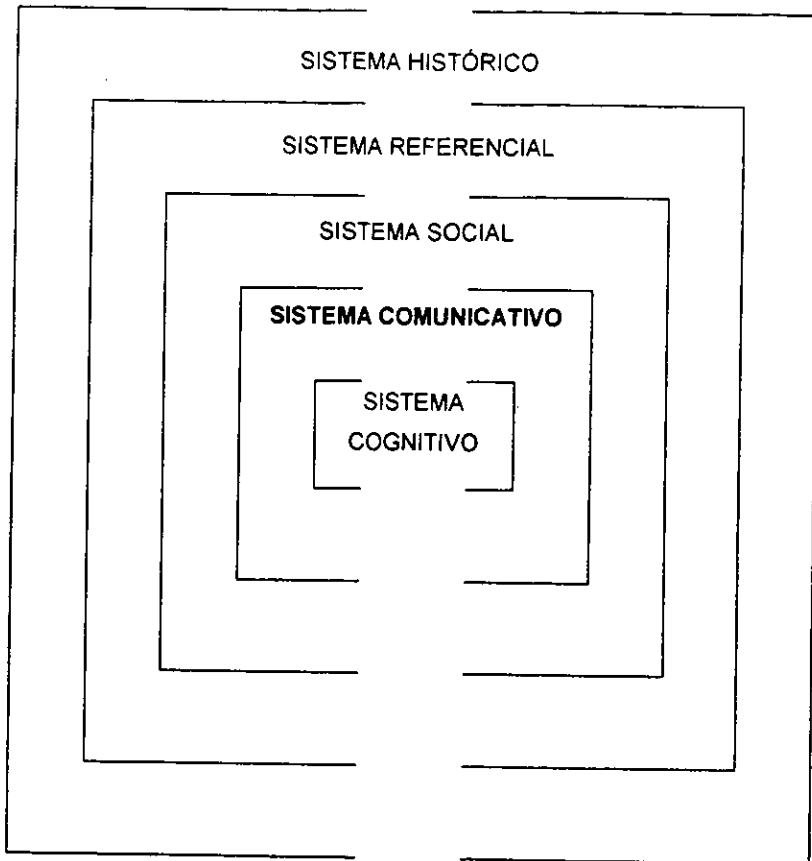 SISTEMA HISTÓRICO
SISTEMA REFERENCIAL
SISTEMA SOCIAL
SISTEMA COMUNICATIVO
SISTEMA
COGNITIVO